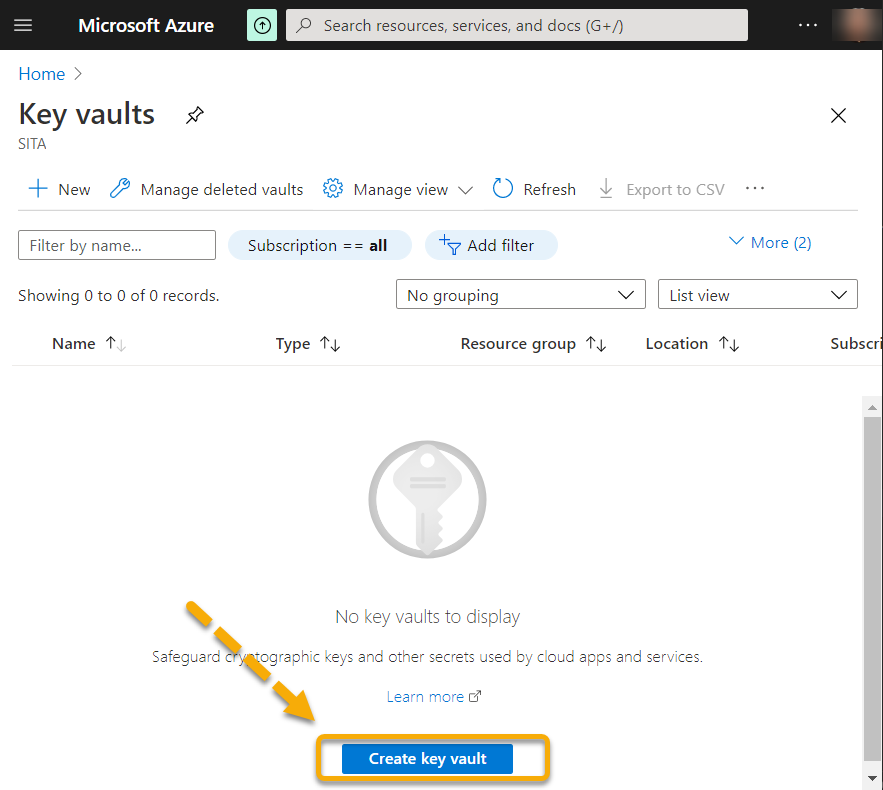 Microsoft Azure
Search resources, services, and docs (G+/)
Home
Key vaults
SITA
New Manage deleted vaults Manage view Refresh Export to CSV
Filter by name... Subscription == all Add filter More (2)
Showing 0 to 0 of 0 records. No grouping List view
Name Type Resource group Location Subscri
No key vaults to display
Safeguard cryptographic keys and other secrets used by cloud apps and services.
Learn more
Create key vault